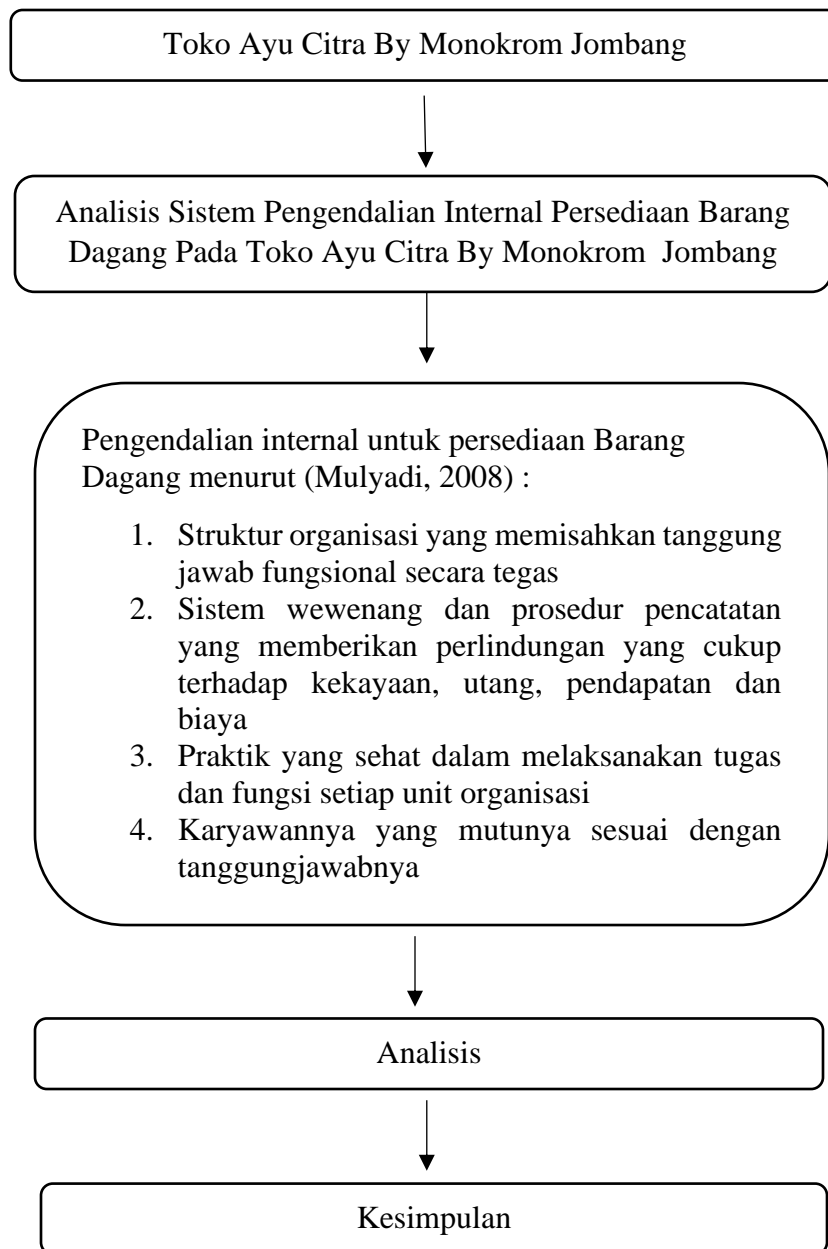 Toko Ayu Citra By Monokrom Jombang
Analisis Sistem Pengendalian Internal Persediaan Barang
Dagang Pada Toko Ayu Citra By Monokrom Jombang
Pengendalian internal untuk persediaan Barang
Dagang menurut (Mulyadi, 2008) :
1. Struktur organisasi yang memisahkan tanggung
jawab fungsional secara tegas
2. Sistem wewenang dan prosedur pencatatan
yang memberikan perlindungan yang cukup
terhadap kekayaan, utang, pendapatan dan
biaya
3. Praktik yang sehat dalam melaksanakan tugas
dan fungsi setiap unit organisasi
4. Karyawannya yang mutunya sesuai dengan
tanggungjawabnya
Analisis
Kesimpulan